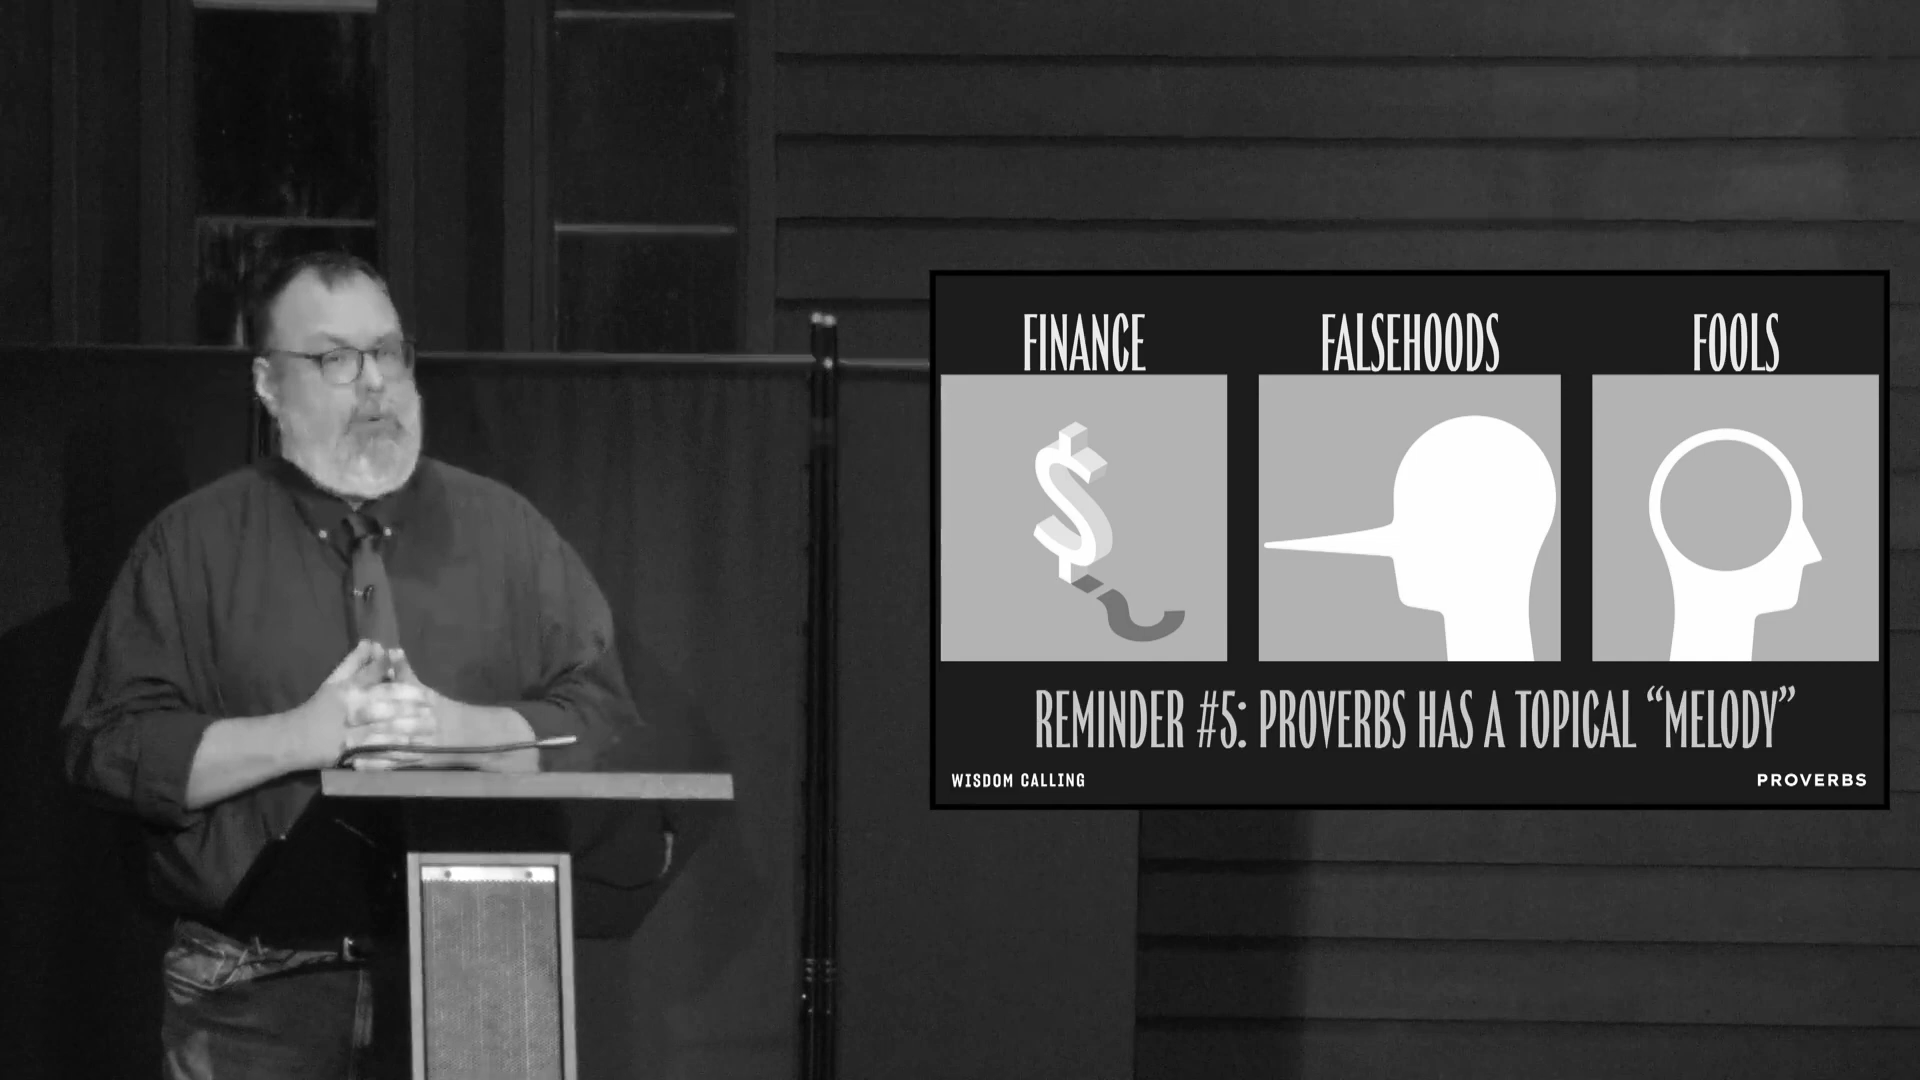 FINANCE
FALSEHOODS
FOOLS
REMINDER #5: PROVERBS HAS A TOPICAL “MELODY”
WISDOM CALLING
PROVERBS